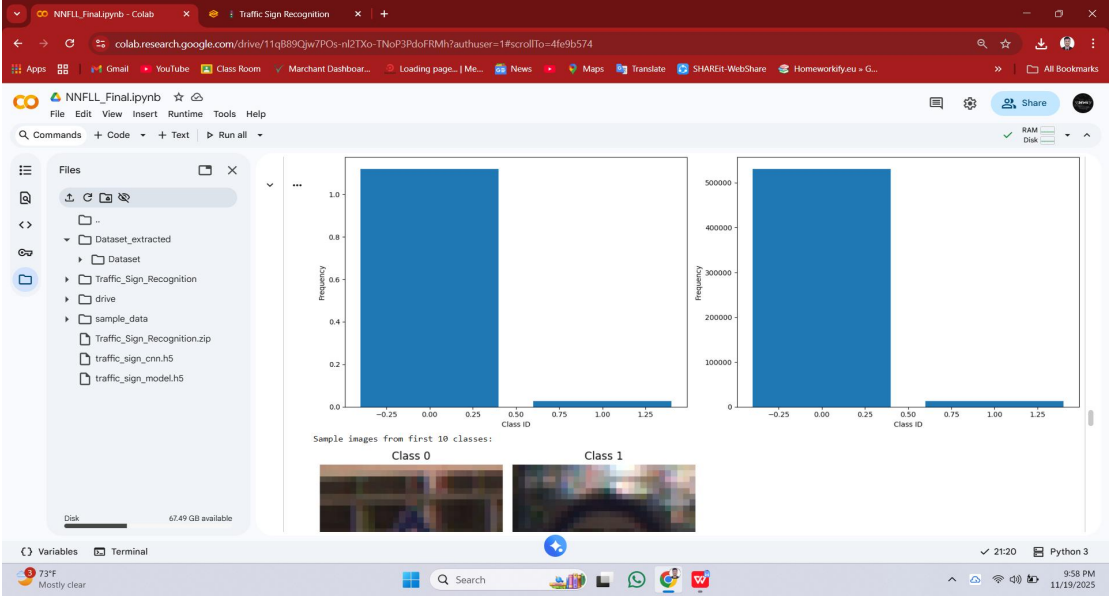 NNFLL_Final.ipynb - Colab
Traffic Sign Recognition
colab.research.google.com/drive/11qB89Qjw7POs-nl2TXo-TNoP3PdoFRMh?authuser=1#scrollTo=4fe9b574
Apps Gmail YouTube Class Room Marchant Dashboar... Loading page... | Me... News Maps Translate SHAREit-WebShare Homeworkify.eu » G... » All Bookmarks
NNFLL_Final.ipynb
Share
File Edit View Insert Runtime Tools Help
Commands + Code + Text Run all
RAM
Disk
Files
..
Dataset_extracted
Dataset
Traffic_Sign_Recognition
drive
sample_data
Traffic_Sign_Recognition.zip
traffic_sign_cnn.h5
traffic_sign_model.h5
Disk 67.49 GB available
1.0
0.8
0.6
0.4
0.2
0.0
Frequency
−0.25 0.00 0.25 0.50 0.75 1.00 1.25
Class ID
500000
400000
300000
200000
100000
0
Frequency
−0.25 0.00 0.25 0.50 0.75 1.00 1.25
Class ID
Sample images from first 10 classes:
Class 0 Class 1
Variables Terminal
21:20 Python 3
3
73°F
Mostly clear
Search
9:58 PM
11/19/2025